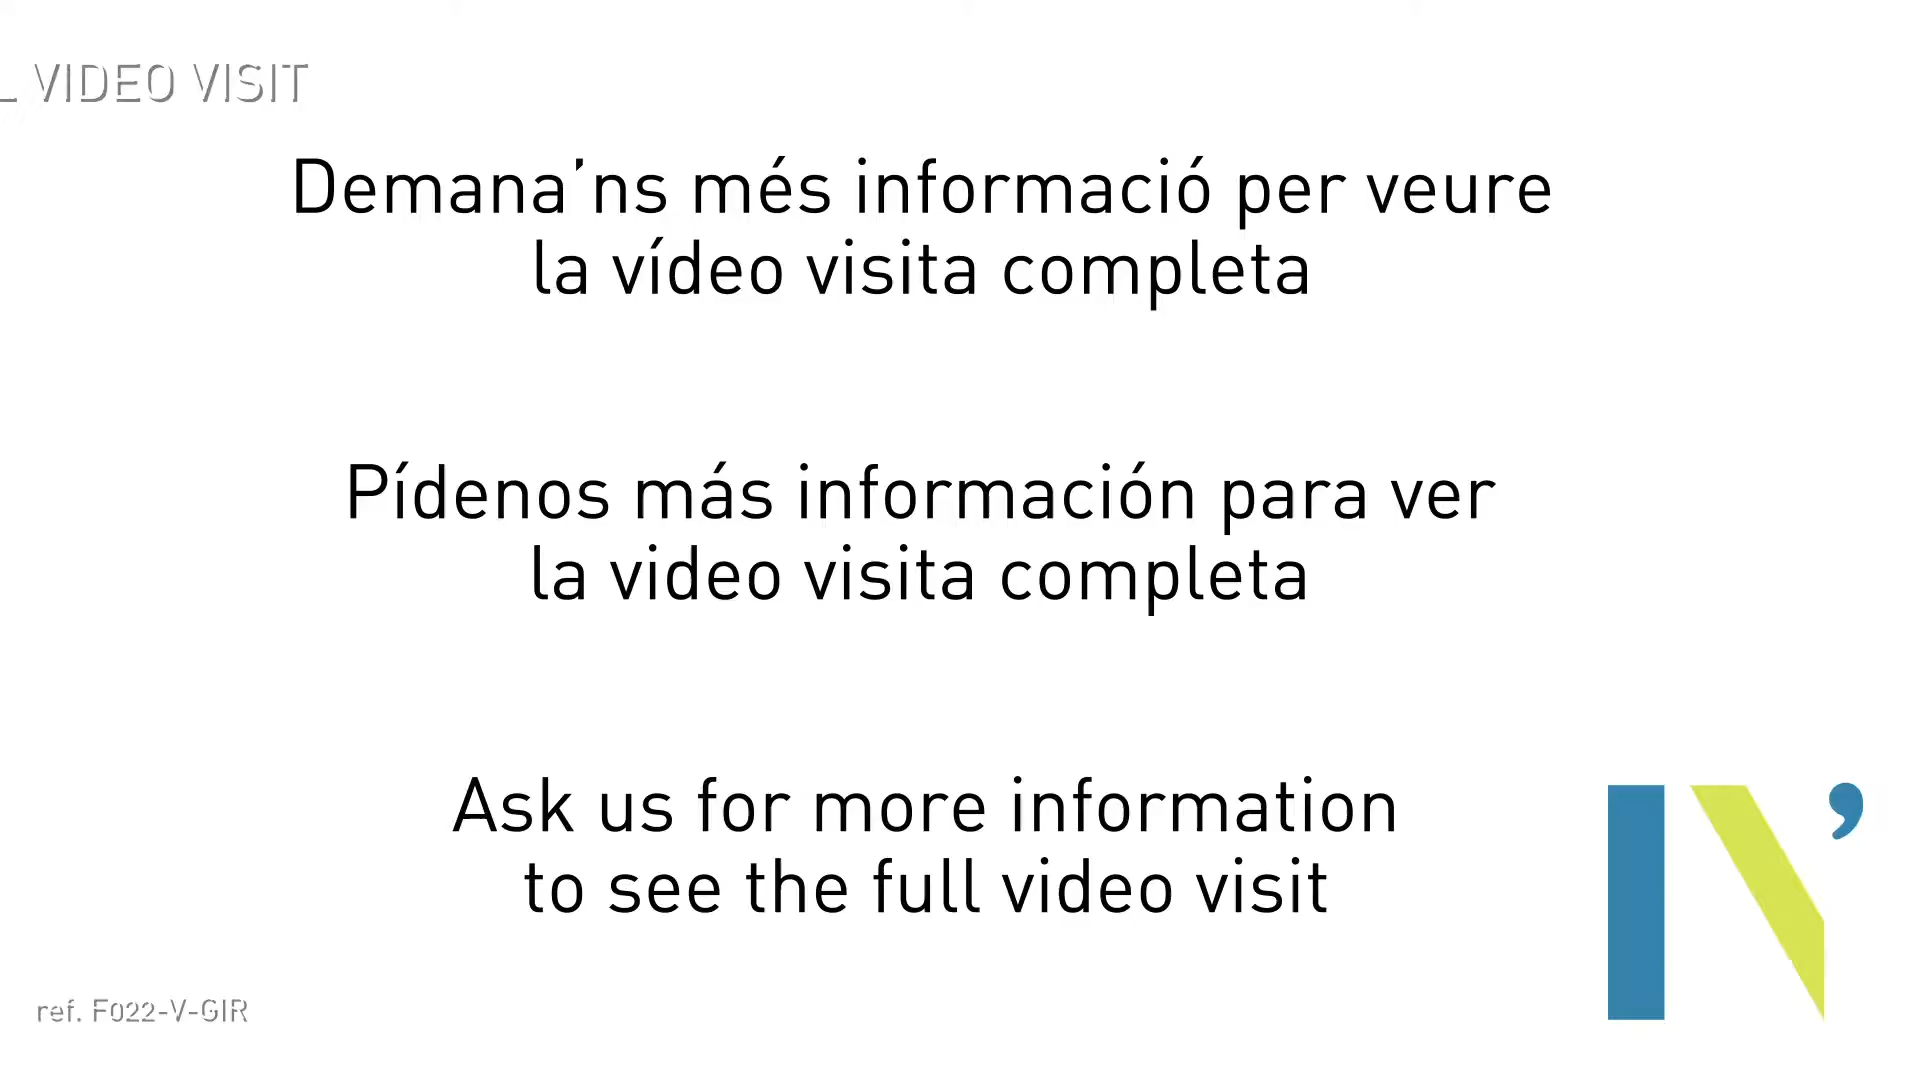 VIDEO VISIT
Demana’ns més informació per veure
la vídeo visita completa
Pídenos más información para ver
la video visita completa
Ask us for more information
to see the full video visit
ref. F022-V-GIR